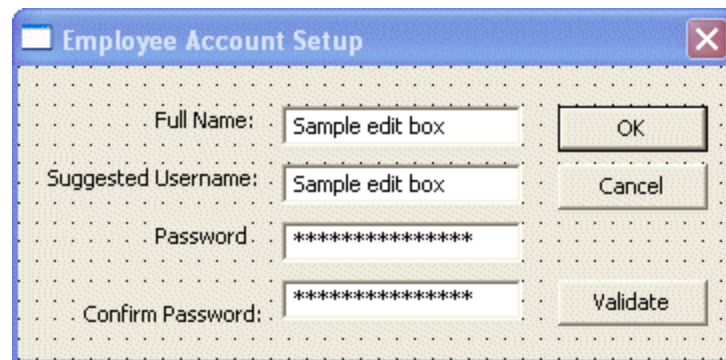 Employee Account Setup
Full Name: Sample edit box OK
Suggested Username: Sample edit box Cancel
Password ***************
Confirm Password: *************** Validate